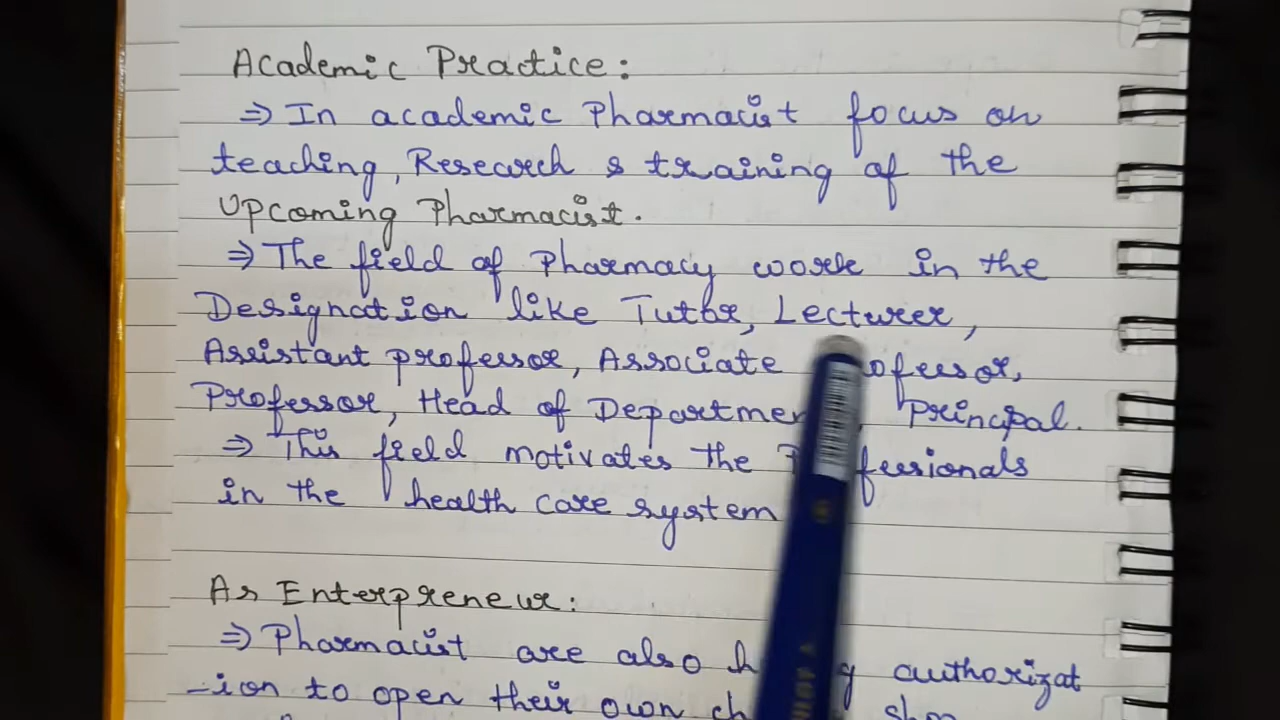 Academic Practice:
⇒ In academic Pharmacist focus on
teaching, Research & training of the
Upcoming Pharmacist.
⇒ The field of Pharmacy work in the
Designation like Tutor, Lecturer,
Assistant professor, Associate
Professor, Head of Principal.
⇒ This field motivates the
in the health care system
As Enterpreneur:
⇒ Pharmacist are also authorizat
-ion to open their own